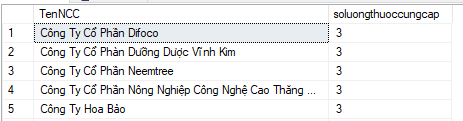 TenNCC soluongthuoccungcap
1 Công Ty Cổ Phần Difoco 3
2 Công Ty Cổ Phàn Dưỡng Dược Vĩnh Kim 3
3 Công Ty Cổ Phần Neemtree 3
4 Công Ty Cổ Phần Nông Nghiệp Công Nghệ Cao Thăng ... 3
5 Công Ty Hoa Bảo 3